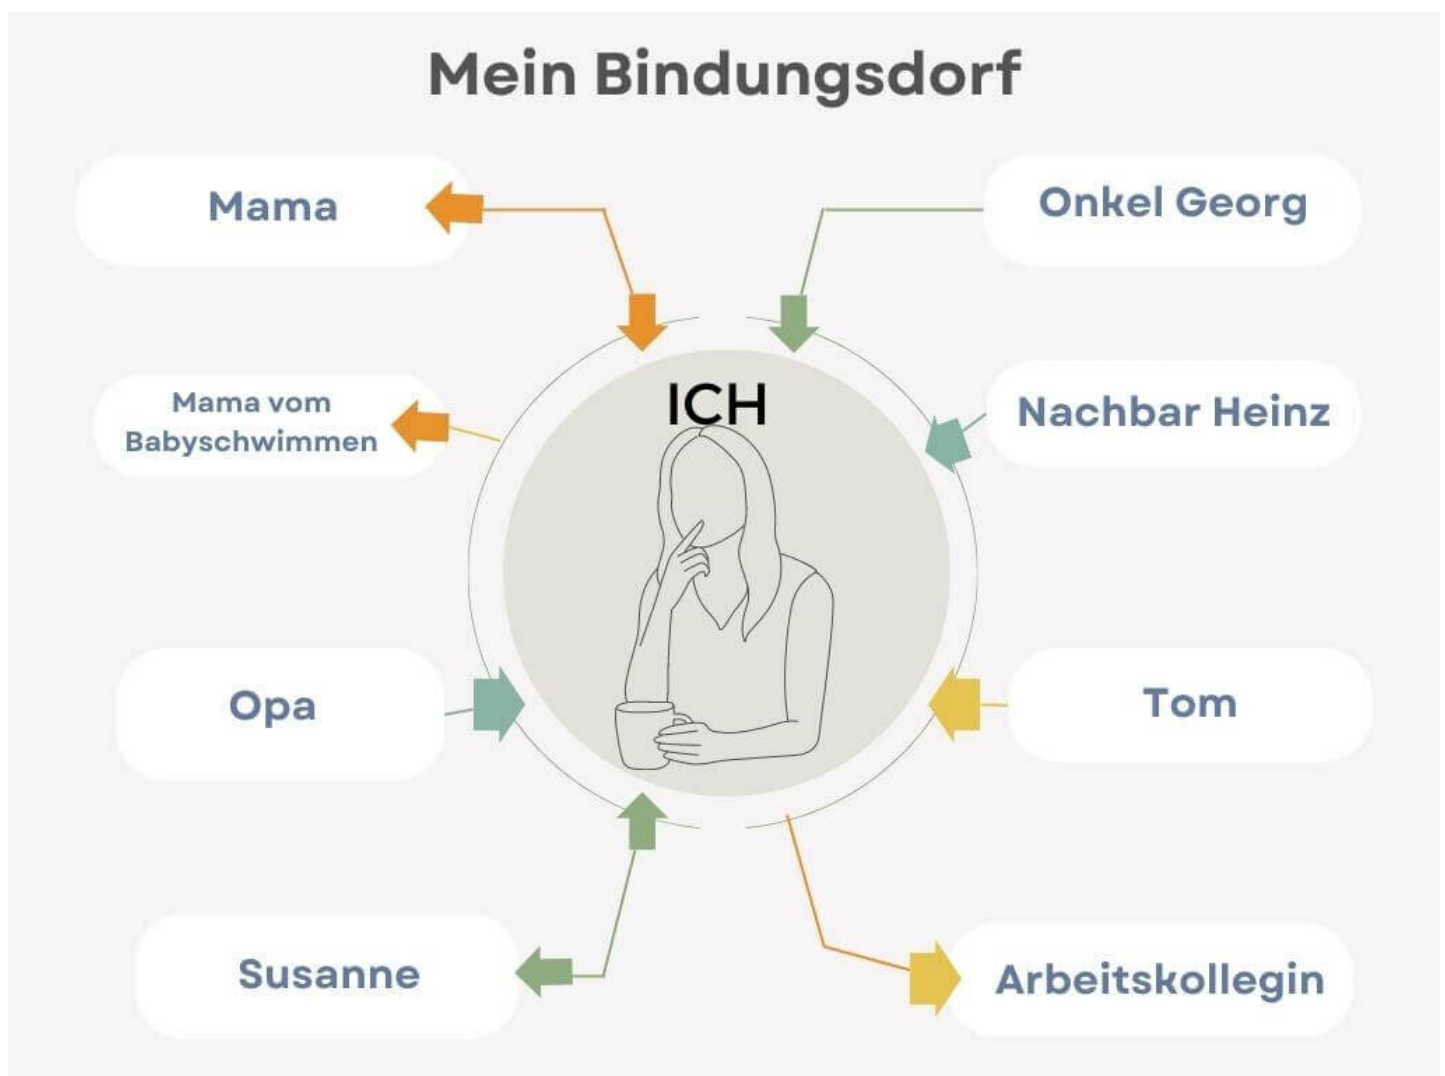 Mein Bindungsdorf
Mama
Onkel Georg
Mama vom
Babyschwimmen
ICH
Nachbar Heinz
Opa
Tom
Susanne
Arbeitskollegin